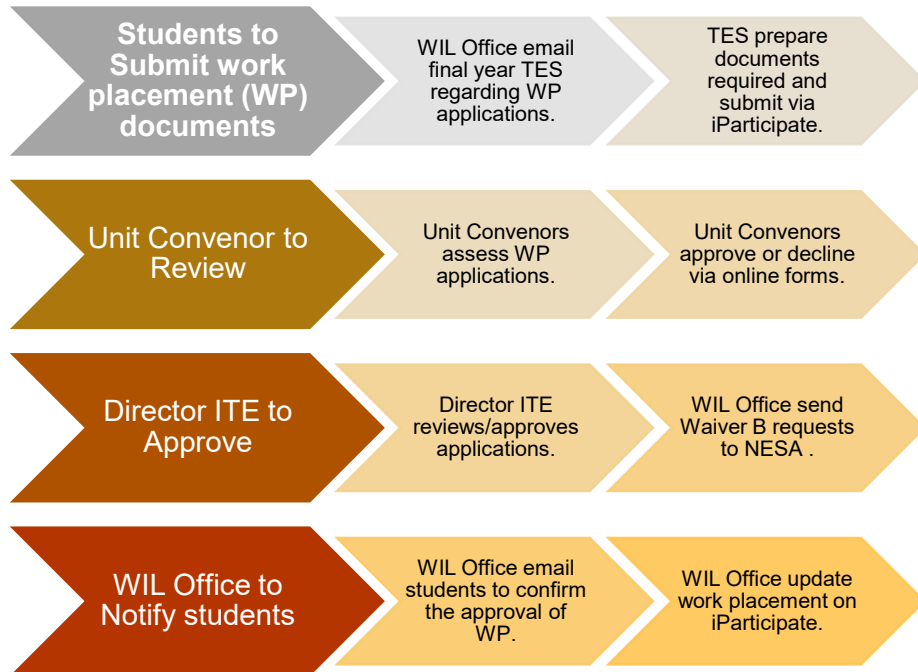 Students to
Submit work
placement (WP)
documents
WIL Office email
final year TES
regarding WP
applications.
TES prepare
documents
required and
submit via
iParticipate.
Unit Convenor to
Review
Unit Convenors
assess WP
applications.
Unit Convenors
approve or decline
via online forms.
Director ITE to
Approve
Director ITE
reviews/approves
applications.
WIL Office send
Waiver B requests
to NESA .
WIL Office to
Notify students
WIL Office email
students to confirm
the approval of
WP.
WIL Office update
work placement on
iParticipate.